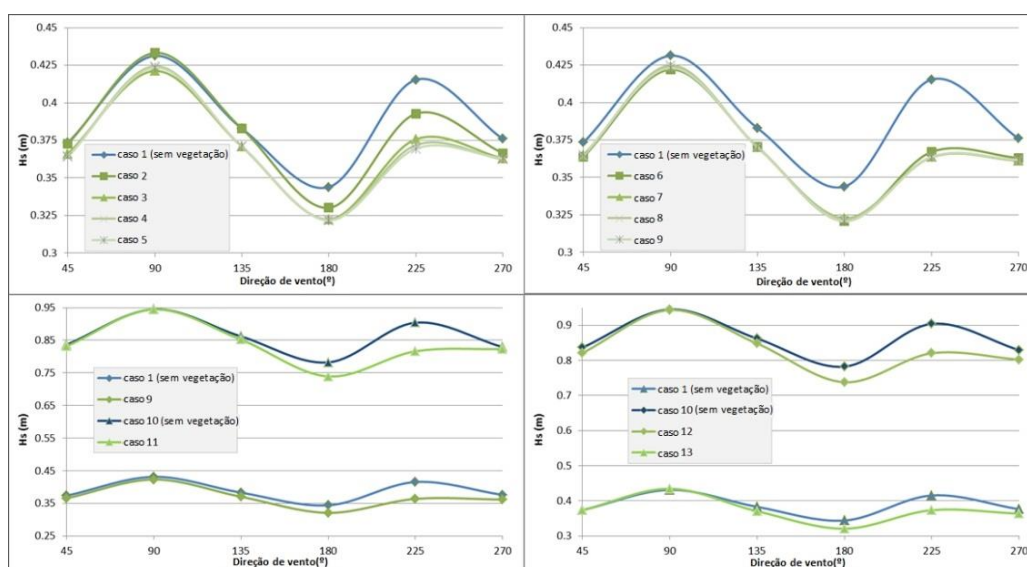 0.45
0.425
0.4
0.375
0.35
0.325
0.3
Hs (m)
caso 1 (sem vegetação)
caso 2
caso 3
caso 4
caso 5
45 90 135 180 225 270
Direção de vento(º)
0.45
0.425
0.4
0.375
0.35
0.325
0.3
Hs (m)
caso 1 (sem vegetação)
caso 6
caso 7
caso 8
caso 9
45 90 135 180 225 270
Direção de vento(º)
0.95
0.85
0.75
0.65
0.55
0.45
0.35
0.25
Hs (m)
caso 1 (sem vegetação)
caso 9
caso 10 (sem vegetação)
caso 11
45 90 135 180 225 270
Direção de vento(º)
0.9
0.8
0.7
0.6
0.5
0.4
0.3
Hs (m)
caso 1 (sem vegetação)
caso 10 (sem vegetação)
caso 12
caso 13
45 90 135 180 225 270
Direção de vento(º)